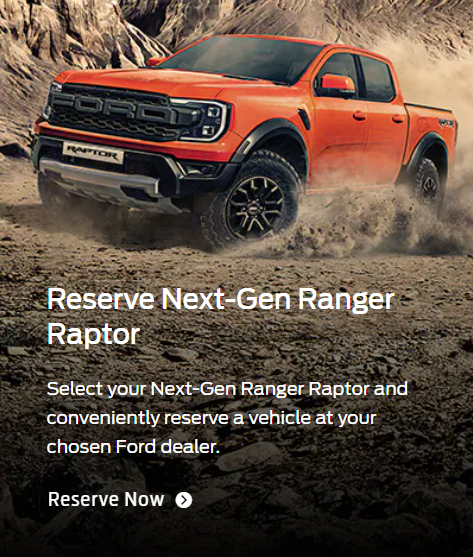 FORD
RAPTOR
RAPTOR
Reserve Next-Gen Ranger
Raptor
Select your Next-Gen Ranger Raptor and
conveniently reserve a vehicle at your
chosen Ford dealer.
Reserve Now